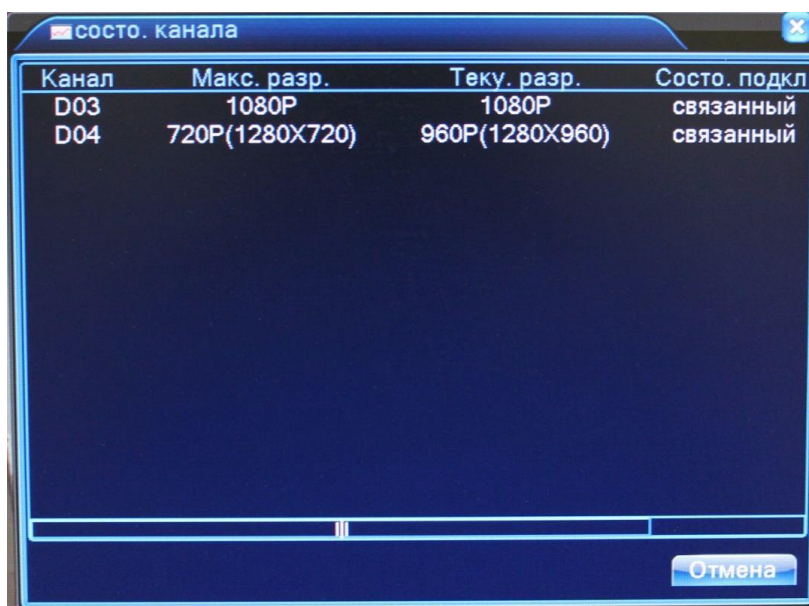 состо. канала
Канал Макс. разр. Теку. разр. Состо. подкл
D03 1080P 1080P связанный
D04 720P(1280X720) 960P(1280X960) связанный
Отмена